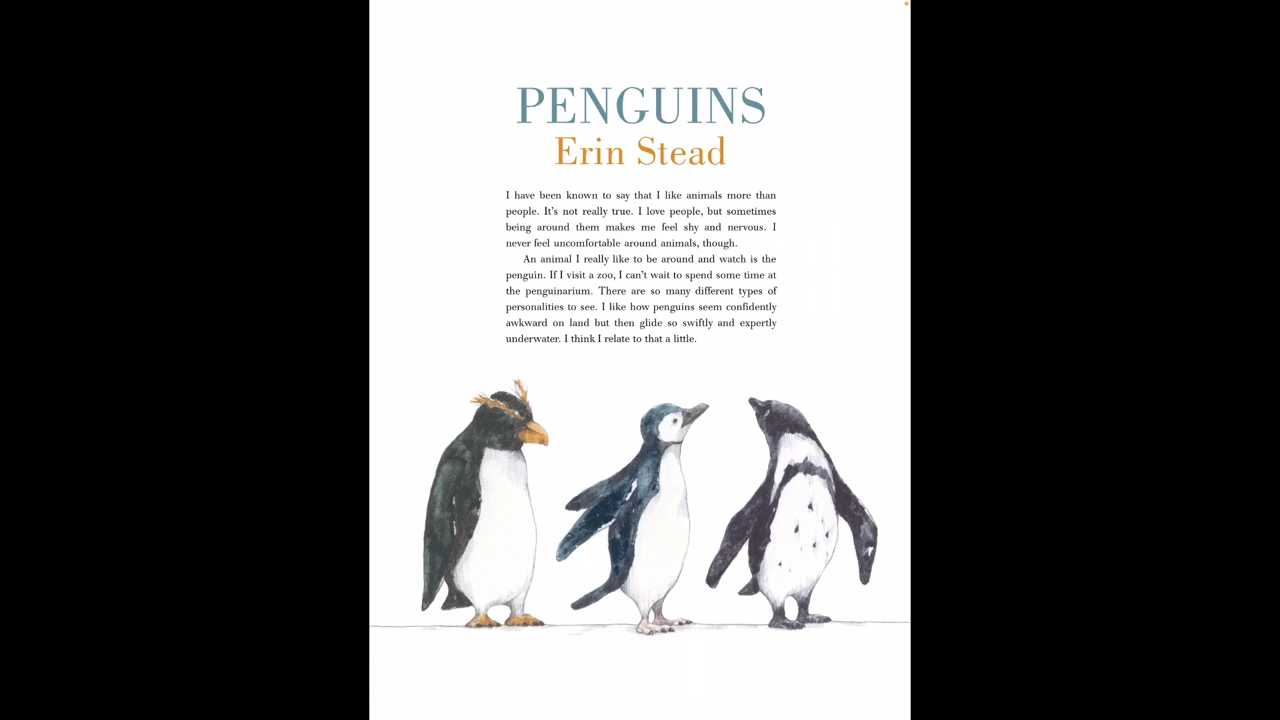 PENGUINS
Erin Stead
I have been known to say that I like animals more than
people. It’s not really true. I love people, but sometimes
being around them makes me feel shy and nervous. I
never feel uncomfortable around animals, though.
An animal I really like to be around and watch is the
penguin. If I visit a zoo, I can’t wait to spend some time at
the penguinarium. There are so many different types of
personalities to see. I like how penguins seem confidently
awkward on land but then glide so swiftly and expertly
underwater. I think I relate to that a little.